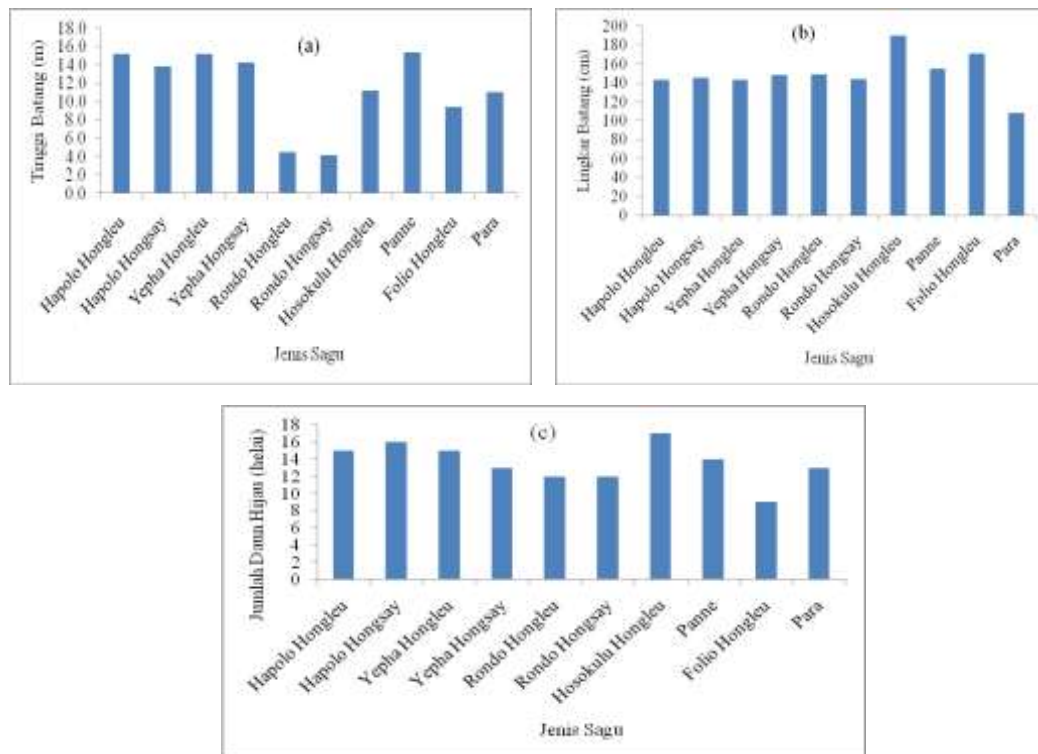 (a)
Tinggi Batang (m)
18.0
16.0
14.0
12.0
10.0
8.0
6.0
4.0
2.0
0.0
Hapolo Hongleu
Hapolo Hongsay
Yepha Hongleu
Yepha Hongsay
Rondo Hongleu
Rondo Hongsay
Hosokulu Hongleu
Panne
Folio Hongleu
Para
Jenis Sagu
(b)
Lingkar Batang (cm)
200
180
160
140
120
100
80
60
40
20
0
Hapolo Hongleu
Hapolo Hongsay
Yepha Hongleu
Yepha Hongsay
Rondo Hongleu
Rondo Hongsay
Hosokulu Hongleu
Panne
Folio Hongleu
Para
Jenis Sagu
(c)
Jumlah Daun Hijau (helai)
18
16
14
12
10
8
6
4
2
0
Hapolo Hongleu
Hapolo Hongsay
Yepha Hongleu
Yepha Hongsay
Rondo Hongleu
Rondo Hongsay
Hosokulu Hongleu
Panne
Folio Hongleu
Para
Jenis Sagu